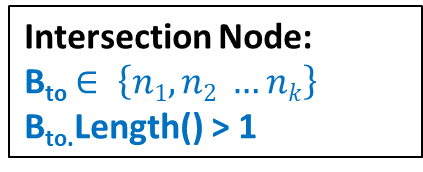 Intersection Node:
Bto ∈ {n1, n2 ... nk}
Bto.Length() > 1